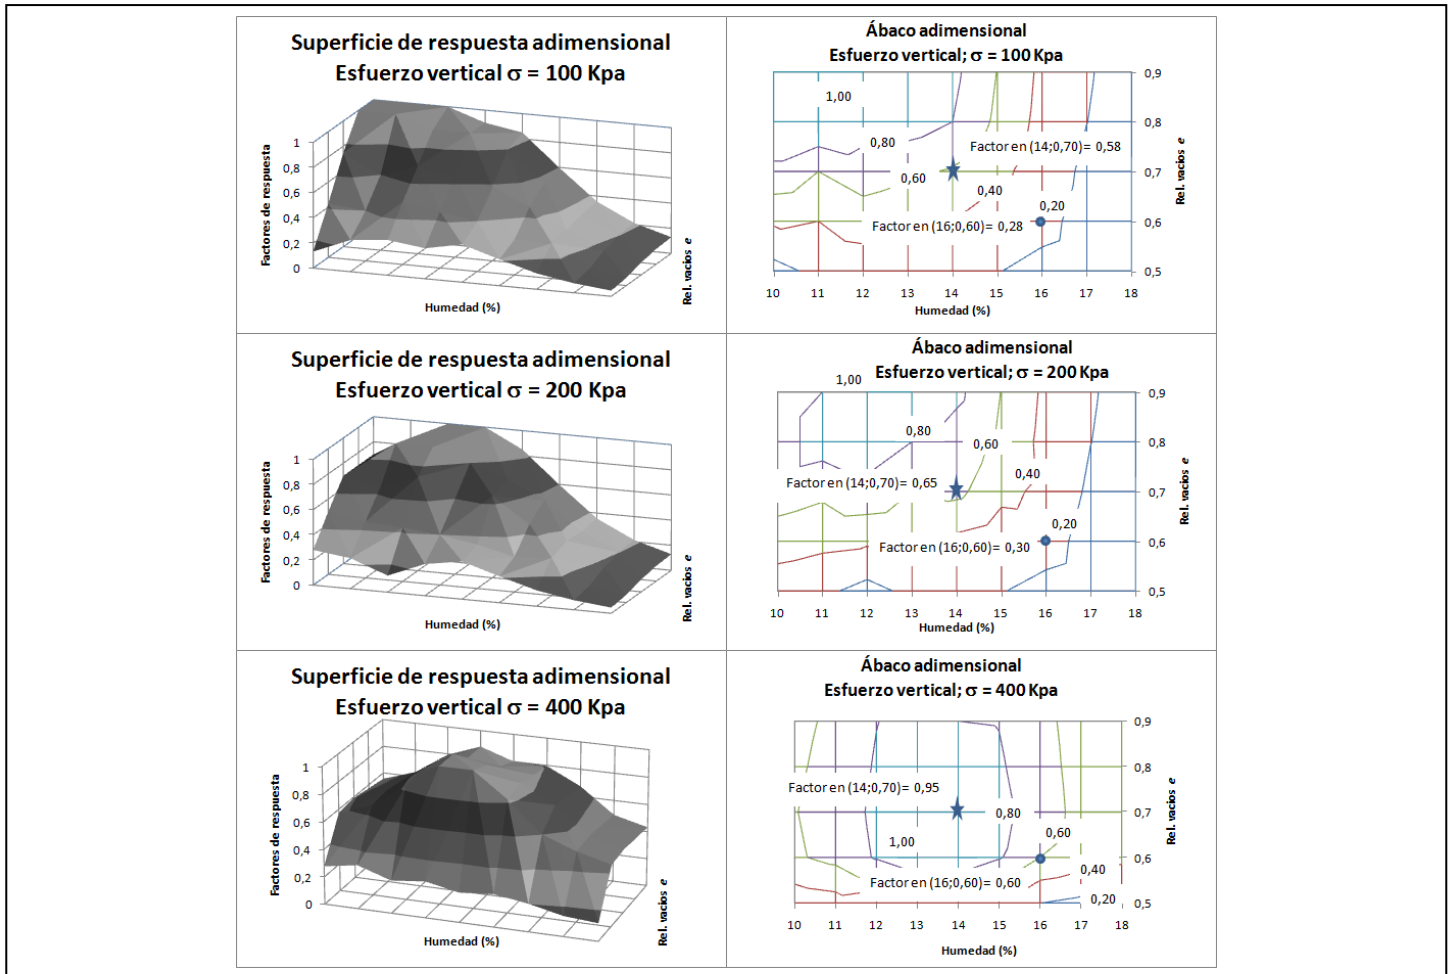 Superficie de respuesta adimensional
Esfuerzo vertical σ = 100 Kpa
Factores de respuesta
1
0,8
0,6
0,4
0,2
0
Humedad (%)
Rel. vacios e
Ábaco adimensional
Esfuerzo vertical; σ = 100 Kpa
1,00
0,80
Factor en (14;0,70)= 0,58
0,60
0,40
0,20
Factor en (16;0,60)= 0,28
0,9
0,8
0,7
0,6
0,5
Rel. vacios e
10 11 12 13 14 15 16 17 18
Humedad (%)
Superficie de respuesta adimensional
Esfuerzo vertical σ = 200 Kpa
Factores de respuesta
1
0,8
0,6
0,4
0,2
0
Humedad (%)
Rel. vacios e
Ábaco adimensional
Esfuerzo vertical; σ = 200 Kpa
1,00
0,80
0,60
0,40
Factor en (14;0,70)= 0,65
0,20
Factor en (16;0,60)= 0,30
0,9
0,8
0,7
0,6
0,5
Rel. vacios e
10 11 12 13 14 15 16 17 18
Humedad (%)
Superficie de respuesta adimensional
Esfuerzo vertical σ = 400 Kpa
Factores de respuesta
1
0,8
0,6
0,4
0,2
0
Humedad (%)
Rel. vacios e
Ábaco adimensional
Esfuerzo vertical; σ = 400 Kpa
Factor en (14;0,70)= 0,95
0,80
0,60
1,00
0,40
Factor en (16;0,60)= 0,60
0,20
0,9
0,8
0,7
0,6
0,5
Rel. vacios e
10 11 12 13 14 15 16 17 18
Humedad (%)